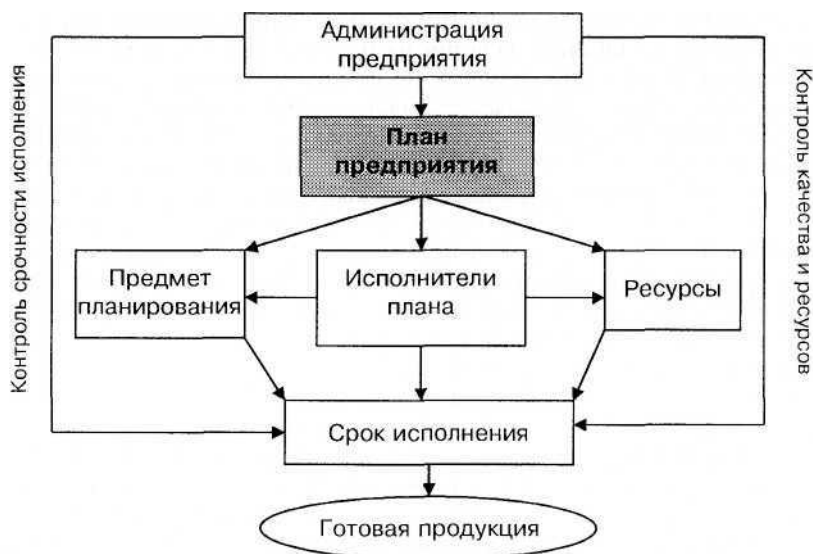 Администрация
предприятия
Контроль срочности исполнения
Контроль качества и ресурсов
План
предприятия
Предмет
планирования
Исполнители
плана
Ресурсы
Срок исполнения
Готовая продукция